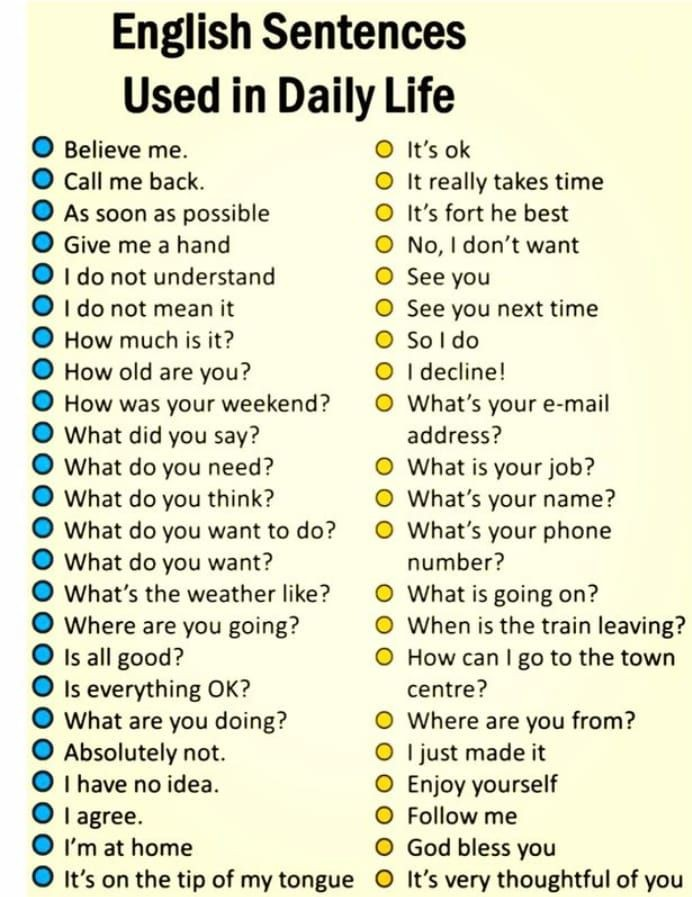 English Sentences
Used in Daily Life
Believe me.
Call me back.
As soon as possible
Give me a hand
I do not understand
I do not mean it
How much is it?
How old are you?
How was your weekend?
What did you say?
What do you need?
What do you think?
What do you want to do?
What do you want?
What's the weather like?
Where are you going?
Is all good?
Is everything OK?
What are you doing?
Absolutely not.
I have no idea.
I agree.
I'm at home
It's on the tip of my tongue
It's ok
It really takes time
It's fort he best
No, I don't want
See you
See you next time
So I do
I decline!
What's your e-mail
address?
What is your job?
What's your name?
What's your phone
number?
What is going on?
When is the train leaving?
How can I go to the town
centre?
Where are you from?
I just made it
Enjoy yourself
Follow me
God bless you
It's very thoughtful of you